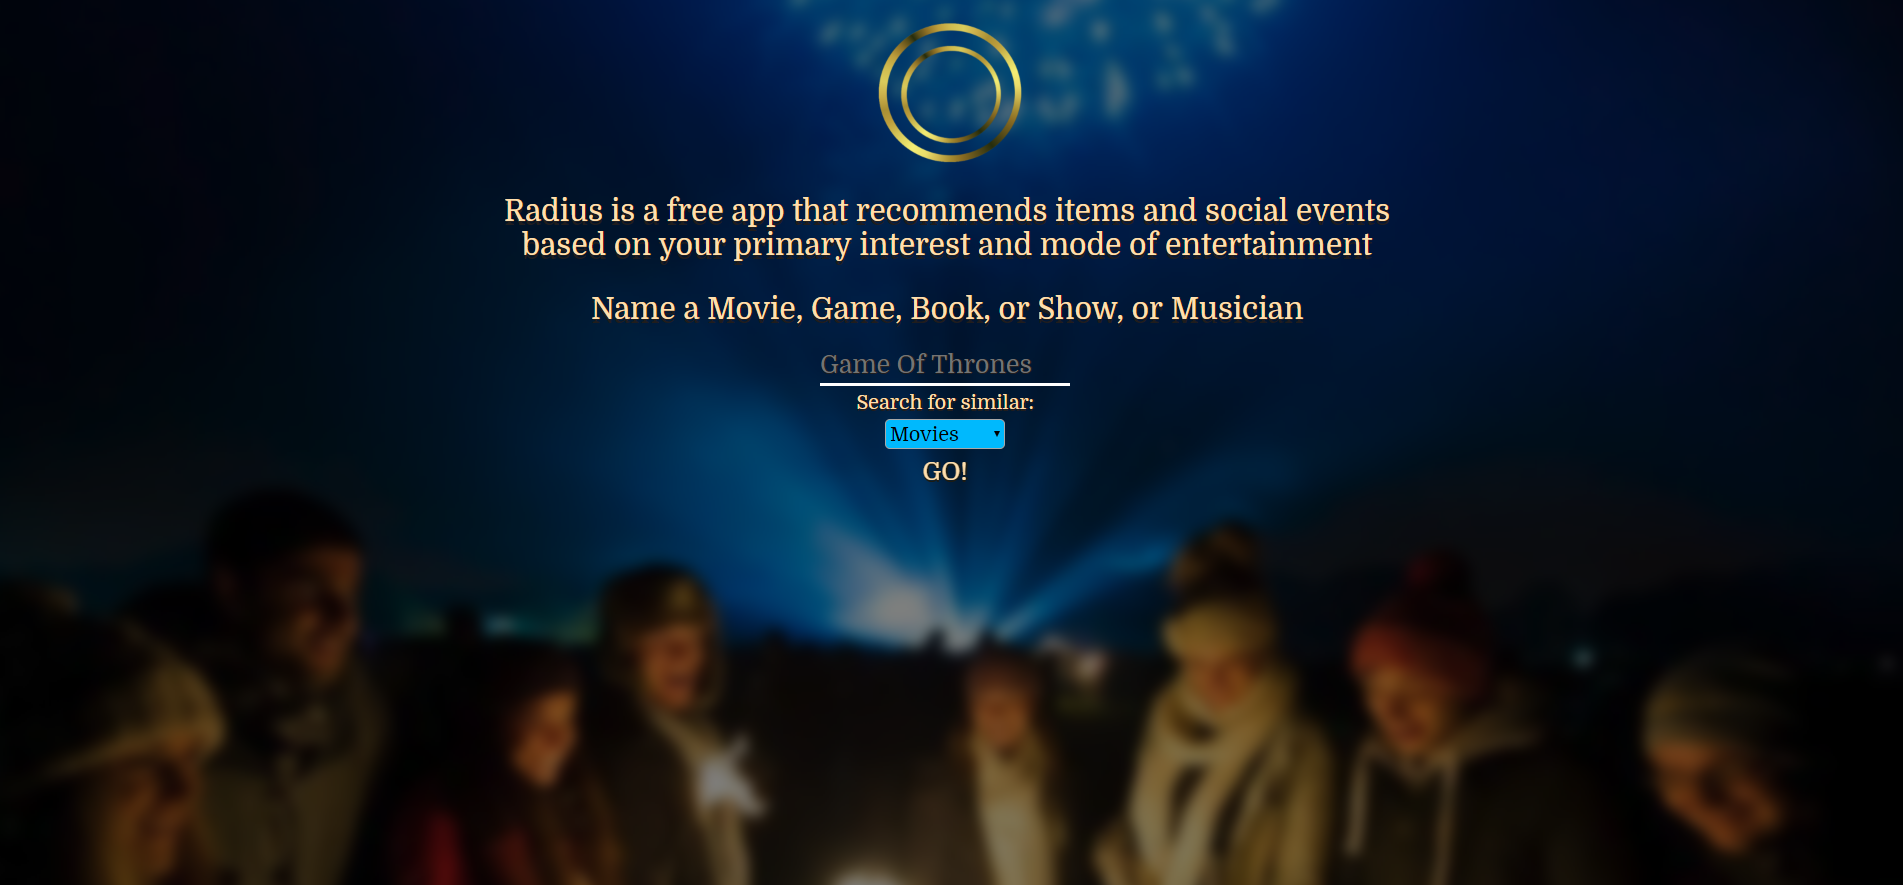 Radius is a free app that recommends items and social events
based on your primary interest and mode of entertainment
Name a Movie, Game, Book, or Show, or Musician
Game Of Thrones
Search for similar:
Movies
GO!